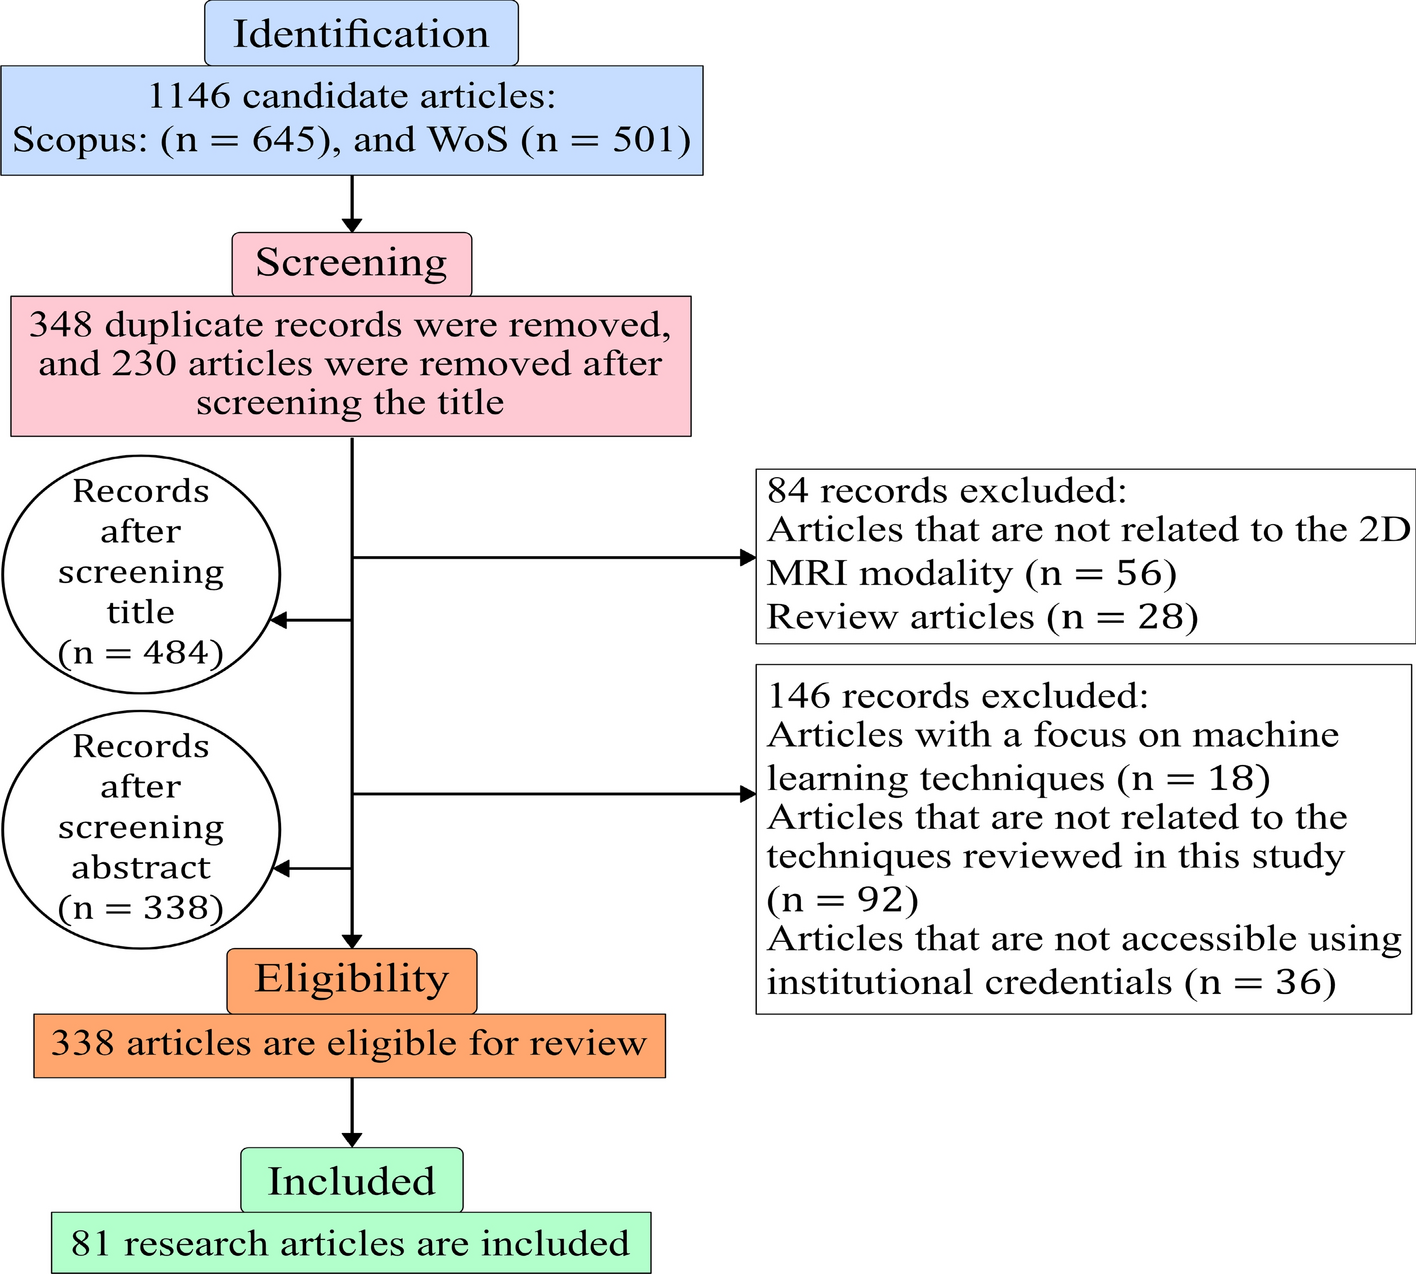 Identification
1146 candidate articles:
Scopus: (n = 645), and WoS (n = 501)
Screening
348 duplicate records were removed,
and 230 articles were removed after
screening the title
Records
after
screening
title
(n = 484)
84 records excluded:
Articles that are not related to the 2D
MRI modality (n = 56)
Review articles (n = 28)
Records
after
screening
abstract
(n = 338)
146 records excluded:
Articles with a focus on machine
learning techniques (n = 18)
Articles that are not related to the
techniques reviewed in this study
(n = 92)
Articles that are not accessible using
institutional credentials (n = 36)
Eligibility
338 articles are eligible for review
Included
81 research articles are included